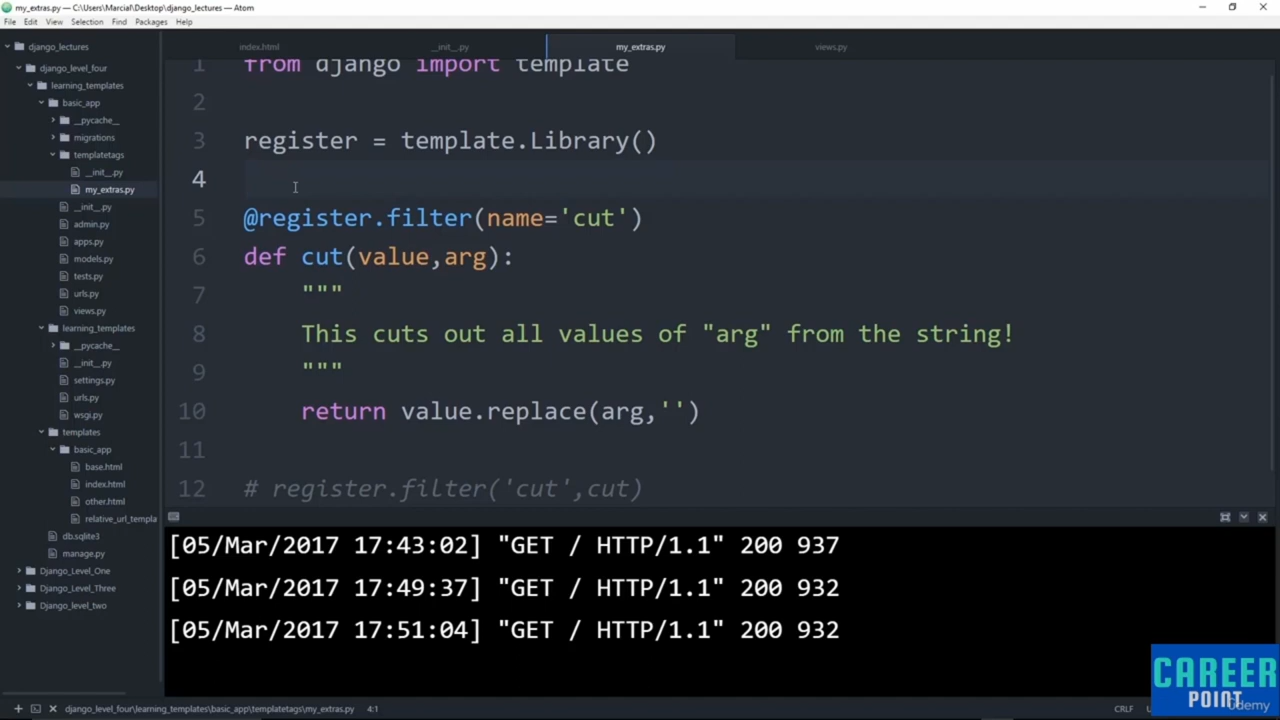 my_extras.py — C:\Users\Marcial\Desktop\django_lectures — Atom
File Edit View Selection Find Packages Help
django_lectures
django_level_four
learning_templates
basic_app
__pycache__
migrations
templatetags
__init__.py
my_extras.py
__init__.py
admin.py
apps.py
models.py
tests.py
urls.py
views.py
learning_templates
__pycache__
__init__.py
settings.py
urls.py
wsgi.py
templates
basic_app
base.html
index.html
other.html
relative_url_templa
db.sqlite3
manage.py
Django_Level_One
Django_Level_Three
Django_level_two
index.html __init__.py my_extras.py views.py
1 from django import template
2
3 register = template.Library()
4
5 @register.filter(name='cut')
6 def cut(value,arg):
7 """
8 This cuts out all values of "arg" from the string!
9 """
10 return value.replace(arg,'')
11
12 # register.filter('cut',cut)
[05/Mar/2017 17:43:02] "GET / HTTP/1.1" 200 937
[05/Mar/2017 17:49:37] "GET / HTTP/1.1" 200 932
[05/Mar/2017 17:51:04] "GET / HTTP/1.1" 200 932
django_level_four\learning_templates\basic_app\templatetags\my_extras.py 4:1
CRLF
CAREER
POINT
Udemy